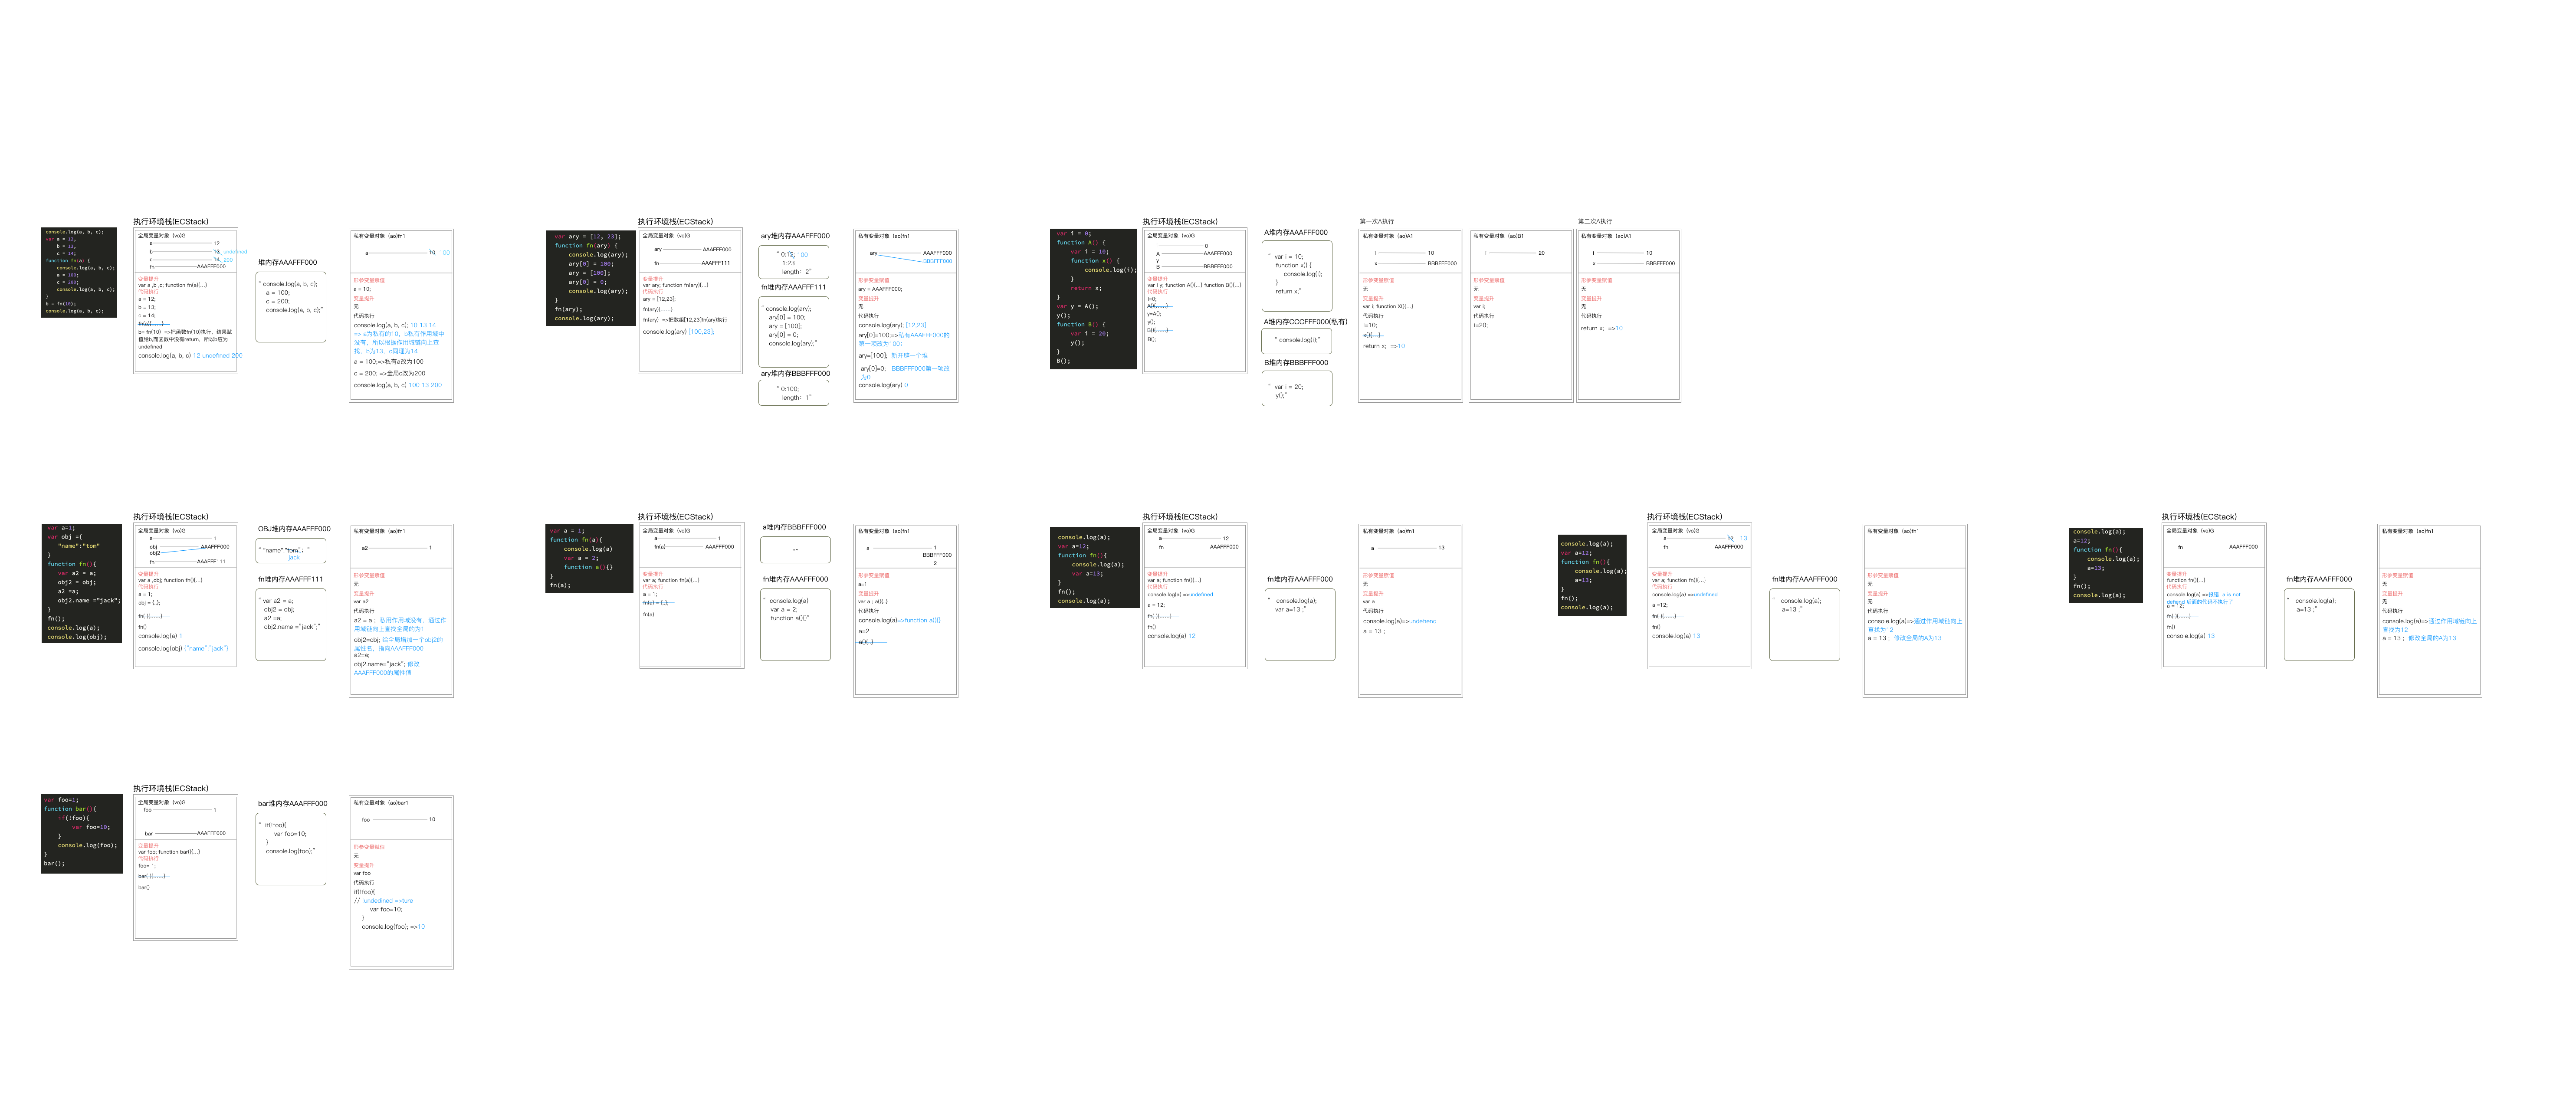 console.log(a, b, c);
var a = 12,
b = 13,
c = 14;
function fn(a) {
console.log(a, b, c);
a = 100;
c = 200;
console.log(a, b, c);
}
b = fn(10);
console.log(a, b, c);
执行环境栈(ECStack)
全局变量对象（vo)G
a 12
b 13, undefined
c 14, 200
fn AAAFFF000
变量提升
var a ,b ,c; function fn(a){...}
代码执行
a = 12;
b = 13;
c = 14;
fn(a){........}
b= fn(10) =>把函数fn(10)执行，结果赋
值给b,而函数中没有return，所以b应为
undefined
console.log(a, b, c) 12 undefined 200
堆内存AAAFFF000
“ console.log(a, b, c);
a = 100;
c = 200;
console.log(a, b, c);”
私有变量对象（ao)fn1
a 10 100
形参变量赋值
a = 10;
变量提升
无
代码执行
console.log(a, b, c); 10 13 14
=> a为私有的10，b私有作用域中
没有，所以根据作用域链向上查
找，b为13，c同理为14
a = 100;=>私有a改为100
c = 200; =>全局c改为200
console.log(a, b, c) 100 13 200
var ary = [12, 23];
function fn(ary) {
console.log(ary);
ary[0] = 100;
ary = [100];
ary[0] = 0;
console.log(ary);
}
fn(ary);
console.log(ary);
执行环境栈(ECStack)
全局变量对象（vo)G
ary AAAFFF000
fn AAAFFF111
变量提升
var ary; function fn(ary){...}
代码执行
ary = [12,23];
fn(ary){........}
fn(ary) =>把数组[12,23]fn(ary)执行
console.log(ary) [100,23];
ary堆内存AAAFFF000
“ 0:12, 100
1:23
length：2”
fn堆内存AAAFFF111
“ console.log(ary);
ary[0] = 100;
ary = [100];
ary[0] = 0;
console.log(ary);”
ary堆内存BBBFFF000
“ 0:100;
length：1”
私有变量对象（ao)fn1
ary AAAFFF000
BBBFFF000
形参变量赋值
ary = AAAFFF000;
变量提升
无
代码执行
console.log(ary); [12,23]
ary[0]=100;=>私有AAAFFF000的
第一项改为100；
ary=[100]; 断开辟一个堆
ary[0]=0; BBBFFF000第一项改
为0
console.log(ary) 0
var i = 0;
function A() {
var i = 10;
function x() {
console.log(i);
}
return x;
}
var y = A();
y();
function B() {
var i = 20;
y();
}
B();
执行环境栈(ECStack)
全局变量对象（vo)G
i 0
A AAAFFF000
y
B BBBFFF000
变量提升
var i y; function A(){...} function B(){...}
代码执行
i=0;
A(){........}
y=A();
y();
B(){........}
B();
A堆内存AAAFFF000
“ var i = 10;
function x() {
console.log(i);
}
return x;”
A堆内存CCCFFF000(私有)
“ console.log(i);”
B堆内存BBBFFF000
“ var i = 20;
y();”
第一次A执行
私有变量对象（ao)A1
i 10
x BBBFFF000
形参变量赋值
无
变量提升
var i; function X(){...}
代码执行
i=10;
x(){...}
return x; =>10
私有变量对象（ao)B1
i 20
形参变量赋值
无
变量提升
var i;
代码执行
i=20;
第二次A执行
私有变量对象（ao)A1
i 10
x BBBFFF000
形参变量赋值
无
变量提升
无
代码执行
return x; =>10
var a=1;
var obj ={
"name":"tom"
}
function fn(){
var a2 = a;
obj2 = obj;
a2 =a;
obj2.name ="jack";
}
fn();
console.log(a);
console.log(obj);
执行环境栈(ECStack)
全局变量对象（vo)G
a 1
obj AAAFFF000
obj2
fn AAAFFF111
变量提升
var a ,obj; function fn(){...}
代码执行
a = 1;
obj = {..};
fn( ){........}
fn()
console.log(a) 1
console.log(obj) {"name":"jack"}
OBJ堆内存AAAFFF000
“ "name":"tom"； ”
jack
fn堆内存AAAFFF111
“ var a2 = a;
obj2 = obj;
a2 =a;
obj2.name ="jack";”
私有变量对象（ao)fn1
a2 1
形参变量赋值
无
变量提升
var a2
代码执行
a2 = a ；私用作用域没有，通过作
用域链向上查找全局的为1
obj2=obj; 给全局增加一个obj2的
属性名，指向AAAFFF000
a2=a;
obj2.name="jack"; 修改
AAAFFF000的属性值
var a = 1;
function fn(a){
console.log(a)
var a = 2;
function a(){}
}
fn(a);
执行环境栈(ECStack)
全局变量对象（vo)G
a 1
fn(a) AAAFFF000
变量提升
var a; function fn(a){...}
代码执行
a = 1;
fn(a) = {..};
fn(a)
a堆内存BBBFFF000
“”
fn堆内存AAAFFF000
“ console.log(a)
var a = 2;
function a(){}”
私有变量对象（ao)fn1
a 1
BBBFFF000
2
形参变量赋值
a=1
变量提升
var a ; a(){..}
代码执行
console.log(a)=>function a(){}
a=2
a(){..}
console.log(a);
var a=12;
function fn(){
console.log(a);
var a=13;
}
fn();
console.log(a);
执行环境栈(ECStack)
全局变量对象（vo)G
a 12
fn AAAFFF000
变量提升
var a; function fn(){...}
代码执行
console.log(a) =>undefined
a = 12;
fn( ){........}
fn()
console.log(a) 12
fn堆内存AAAFFF000
“ console.log(a);
var a=13 ;”
私有变量对象（ao)fn1
a 13
形参变量赋值
无
变量提升
var a
代码执行
console.log(a)=>undefiend
a = 13 ;
console.log(a);
var a=12;
function fn(){
console.log(a);
a=13;
}
fn();
console.log(a);
执行环境栈(ECStack)
全局变量对象（vo)G
a 12 13
fn AAAFFF000
变量提升
var a; function fn(){...}
代码执行
console.log(a) =>undefined
a =12;
fn( ){........}
fn()
console.log(a) 13
fn堆内存AAAFFF000
“ console.log(a);
a=13 ;”
私有变量对象（ao)fn1
形参变量赋值
无
变量提升
无
代码执行
console.log(a)=>通过作用域链向上
查找为12
a = 13 ；修改全局的A为13
console.log(a);
a=12;
function fn(){
console.log(a);
a=13;
}
fn();
console.log(a);
执行环境栈(ECStack)
全局变量对象（vo)G
fn AAAFFF000
变量提升
function fn(){...}
代码执行
console.log(a) =>报错 a is not
defiend 后面的代码不执行了
a = 12;
fn( ){........}
fn()
console.log(a) 13
fn堆内存AAAFFF000
“ console.log(a);
a=13 ;”
私有变量对象（ao)fn1
形参变量赋值
无
变量提升
无
代码执行
console.log(a)=>通过作用域链向上
查找为12
a = 13 ；修改全局的A为13
var foo=1;
function bar(){
if(!foo){
var foo=10;
}
console.log(foo);
}
bar();
执行环境栈(ECStack)
全局变量对象（vo)G
foo 1
bar AAAFFF000
变量提升
var foo; function bar(){...}
代码执行
foo= 1;
bar( ){........}
bar()
bar堆内存AAAFFF000
“ if(!foo){
var foo=10;
}
console.log(foo);”
私有变量对象（ao)bar1
foo 10
形参变量赋值
无
变量提升
var foo
代码执行
if(!foo){
// !undedined =>ture
var foo=10;
}
console.log(foo); =>10